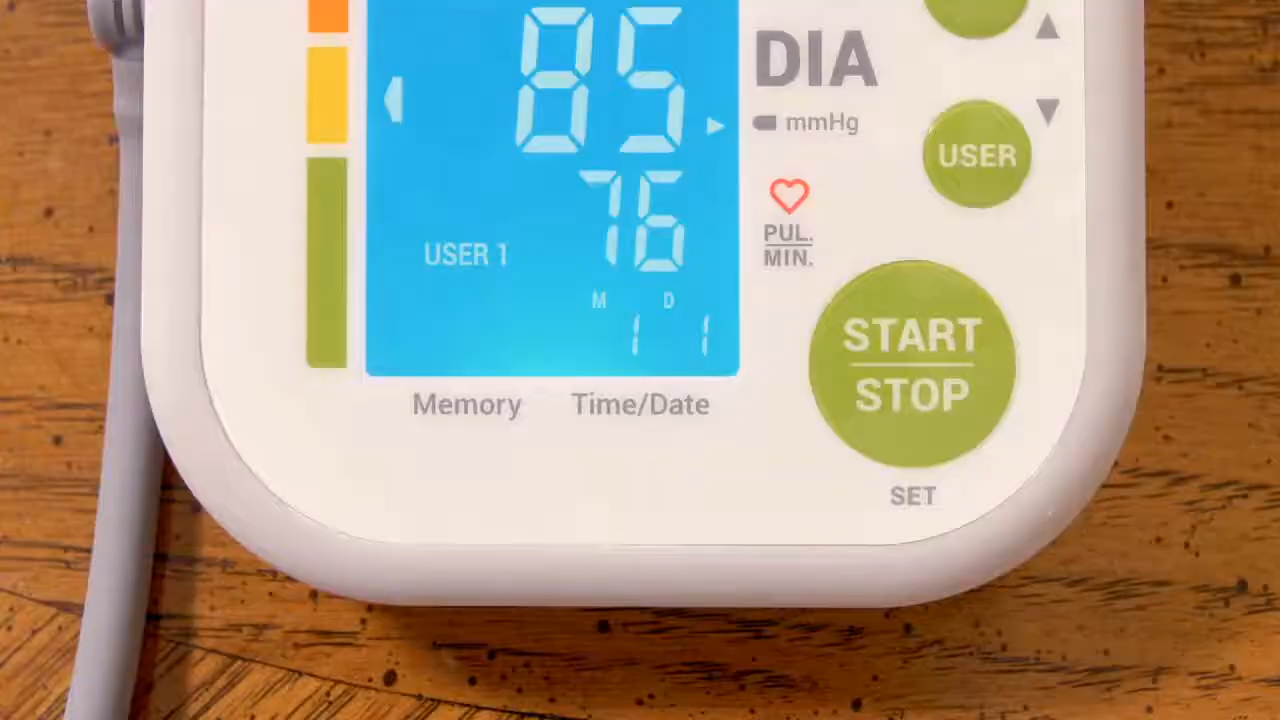 85
DIA
mmHg
USER
76
PUL.
MIN.
USER 1
M D
1 1
START
STOP
Memory Time/Date
SET